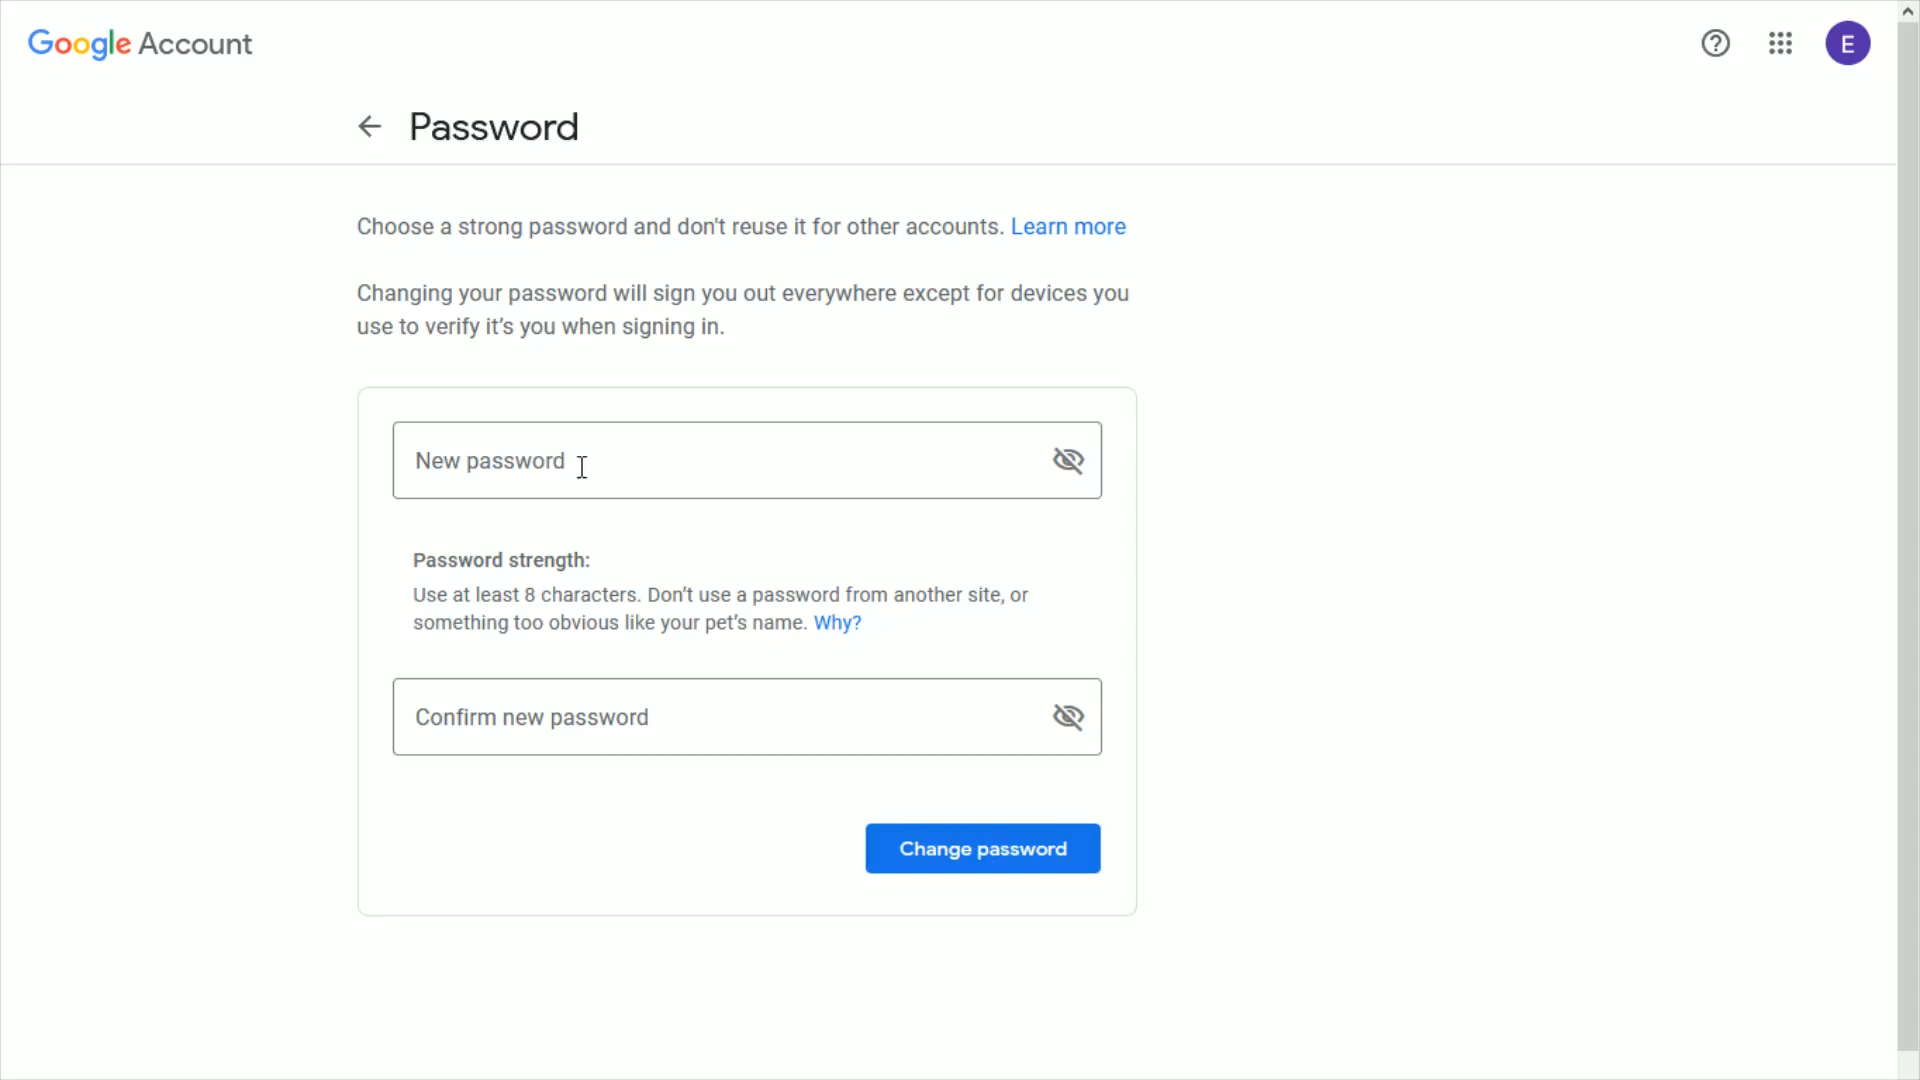 Google Account
E
Password
Choose a strong password and don't reuse it for other accounts. Learn more
Changing your password will sign you out everywhere except for devices you
use to verify it’s you when signing in.
New password
Password strength:
Use at least 8 characters. Don’t use a password from another site, or
something too obvious like your pet’s name. Why?
Confirm new password
Change password